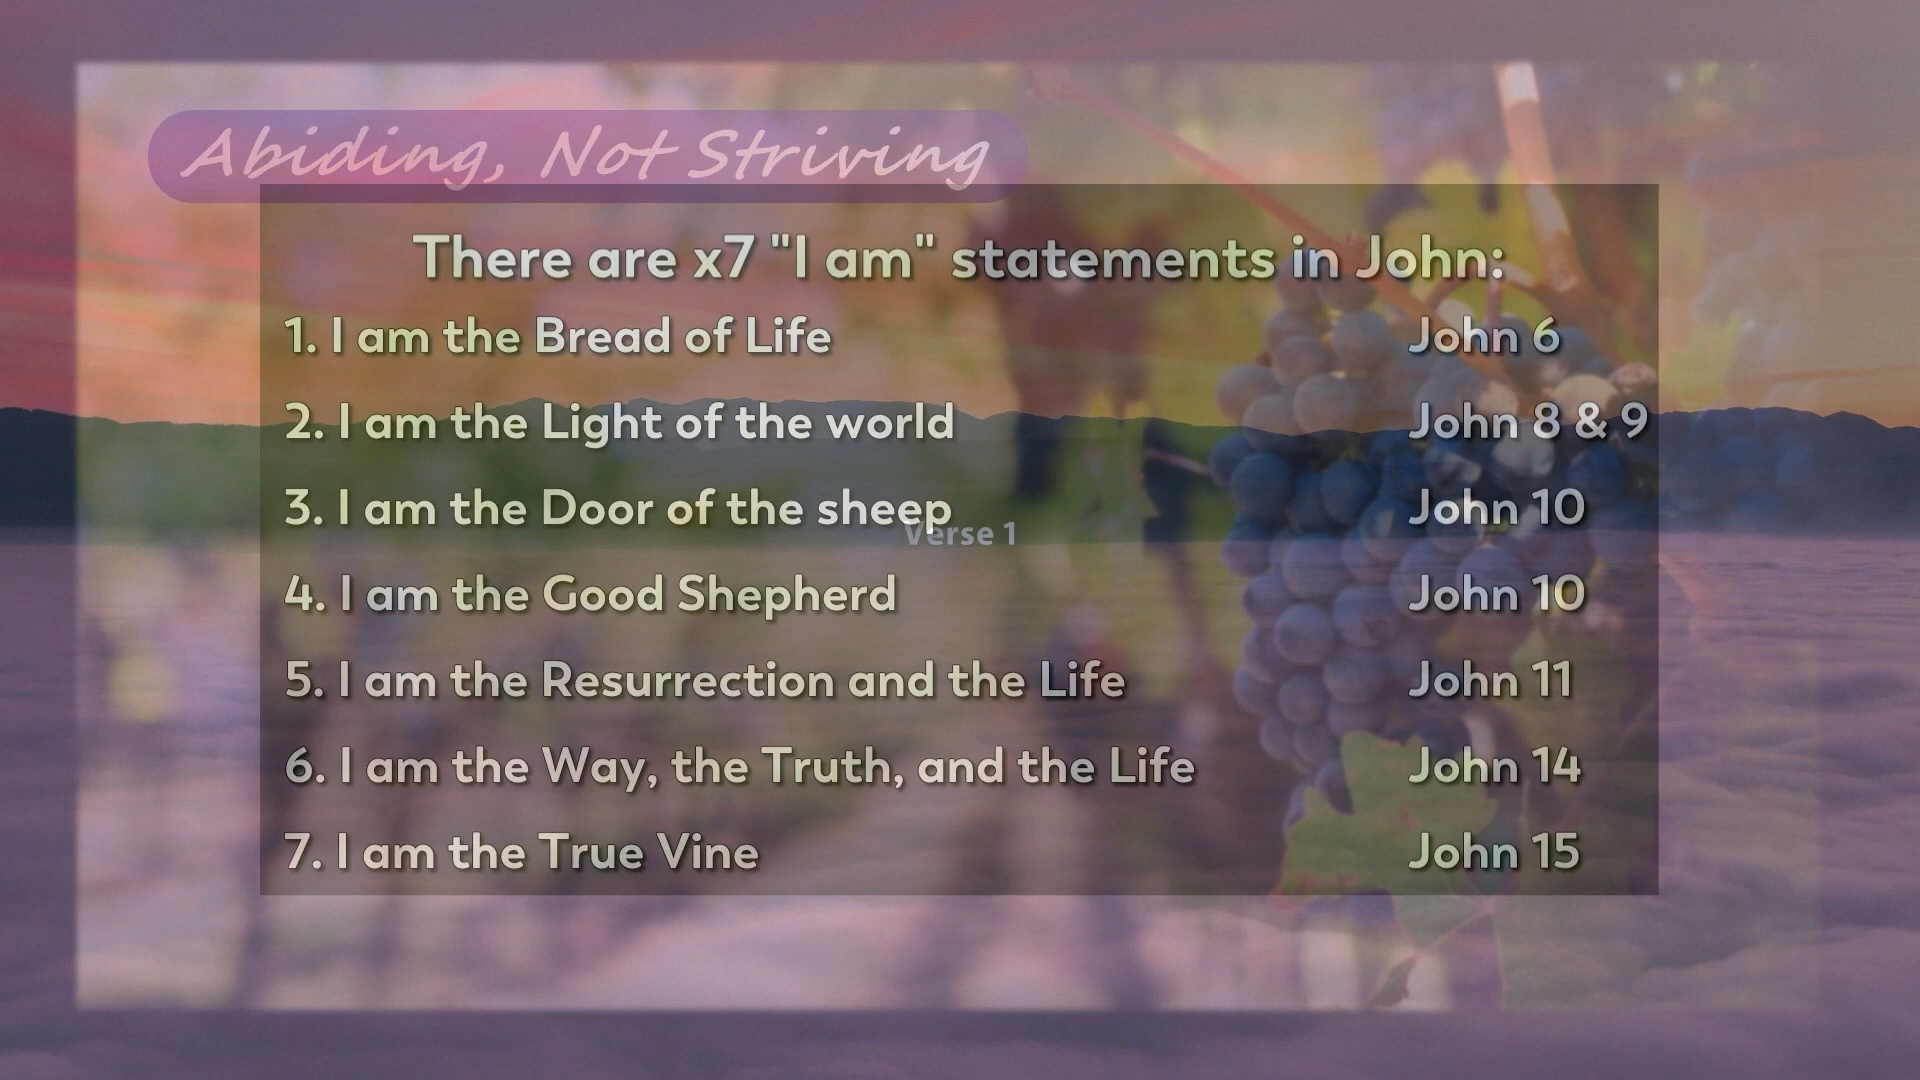 Abiding, Not Striving
There are x7 "I am" statements in John:
1. I am the Bread of Life John 6
2. I am the Light of the world John 8 & 9
3. I am the Door of the sheep John 10
Verse 1
4. I am the Good Shepherd John 10
5. I am the Resurrection and the Life John 11
6. I am the Way, the Truth, and the Life John 14
7. I am the True Vine John 15